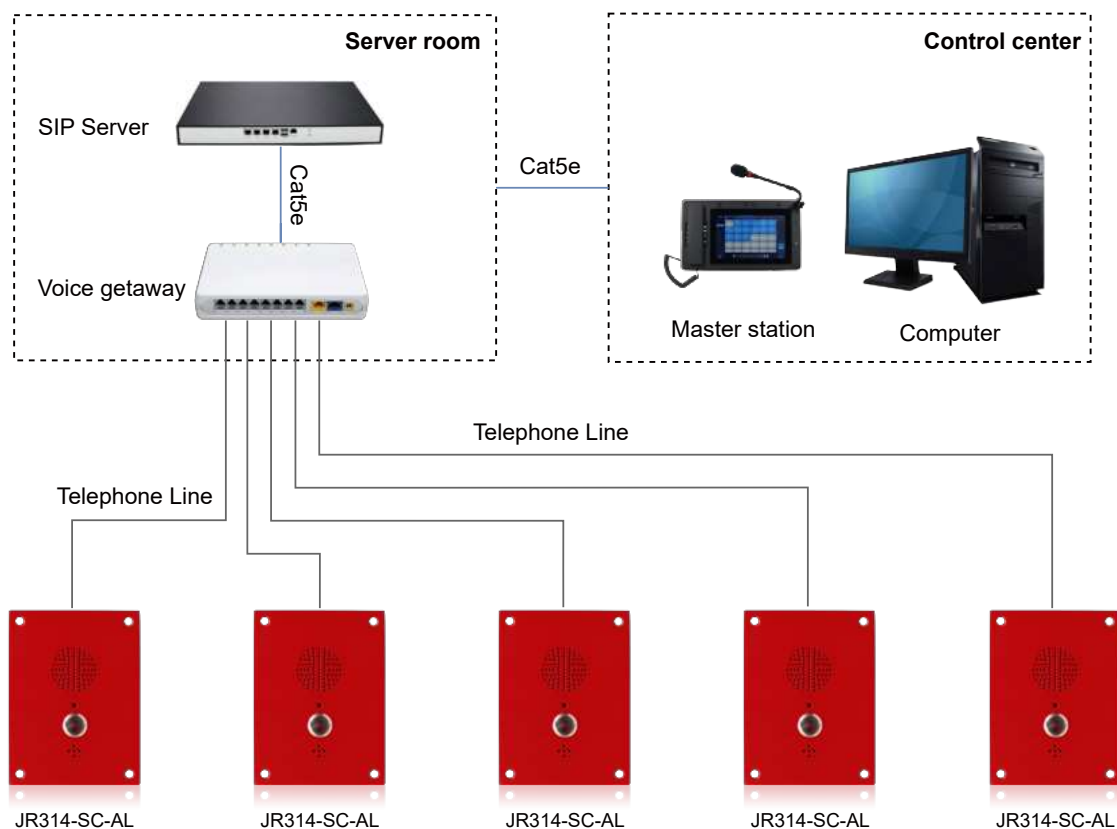 Server room
Control center
SIP Server
Cat5e
Cat5e
Voice getaway
Master station
Computer
Telephone Line
Telephone Line
JR314-SC-AL
JR314-SC-AL
JR314-SC-AL
JR314-SC-AL
JR314-SC-AL